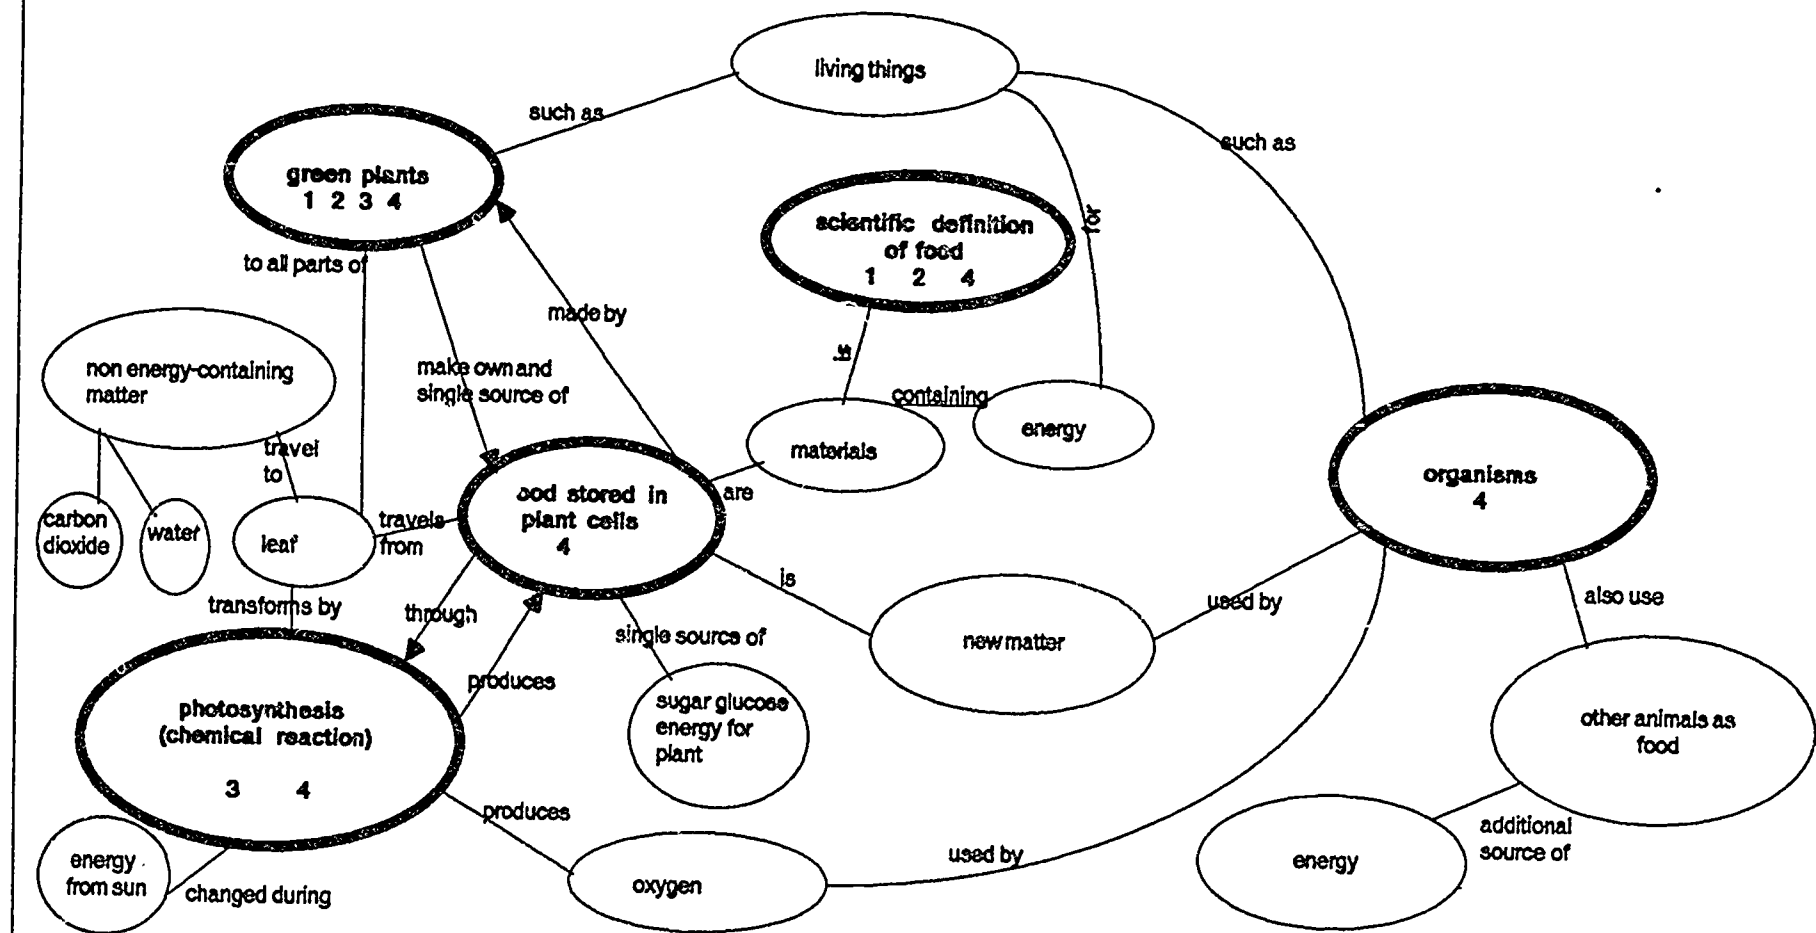 living things
such as
such as
green plants
1 2 3 4
scientific definition
of food
1 2 4
for
to all parts of
made by
is
non energy-containing
matter
make own and
single source of
containing
energy
materials
travel
to
organisms
4
ood stored in
plant cells
4
are
carbon
dioxide
water
leaf
travels
from
is
transforms by
through
used by
also use
single source of
new matter
produces
photosynthesis
(chemical reaction)
3 4
sugar glucose
energy for
plant
other animals as
food
produces
additional
source of
energy
from sun
changed during
oxygen
used by
energy